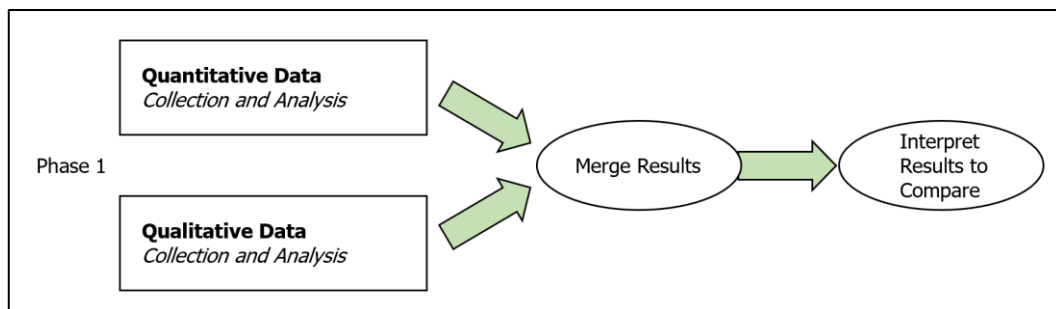 Quantitative Data
Collection and Analysis
Phase 1
Qualitative Data
Collection and Analysis
Merge Results
Interpret
Results to
Compare